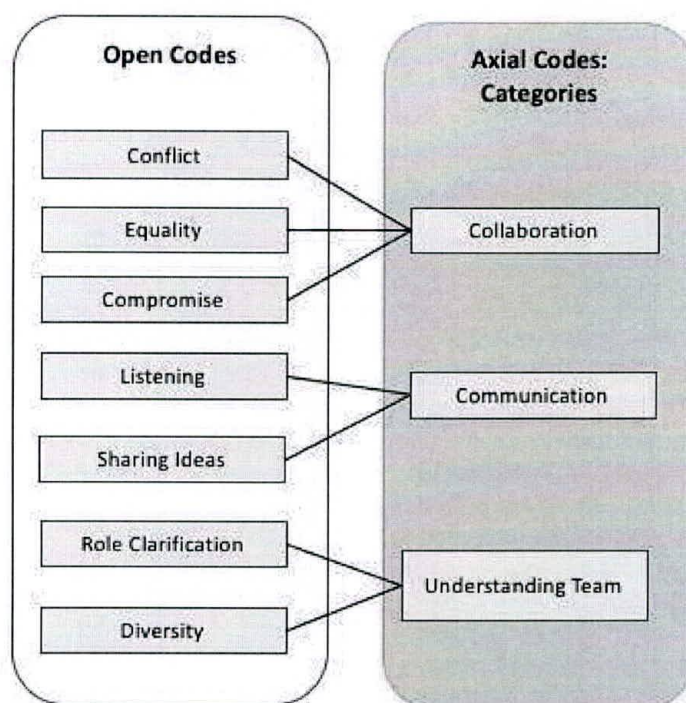 Open Codes
Conflict
Equality
Compromise
Listening
Sharing Ideas
Role Clarification
Diversity
Axial Codes:
Categories
Collaboration
Communication
Understanding Team